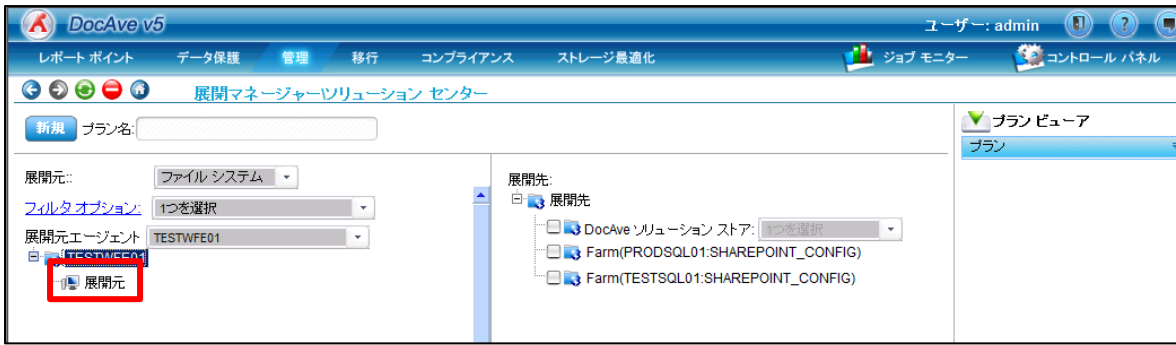 DocAve v5
ユーザー: admin
レポート ポイント データ保護 管理 移行 コンプライアンス ストレージ最適化 ジョブ モニター コントロール パネル
展開マネージャー\ソリューション センター
新規 プラン名:
プラン ビューア
プラン
展開元::
ファイル システム
フィルタ オプション:
1つを選択
展開元エージェント
TESTWFE01
TESTWFE01
展開元
展開先:
展開先
DocAve ソリューション ストア: 1つを選択
Farm(PRODSQL01:SHAREPOINT_CONFIG)
Farm(TESTSQL01:SHAREPOINT_CONFIG)